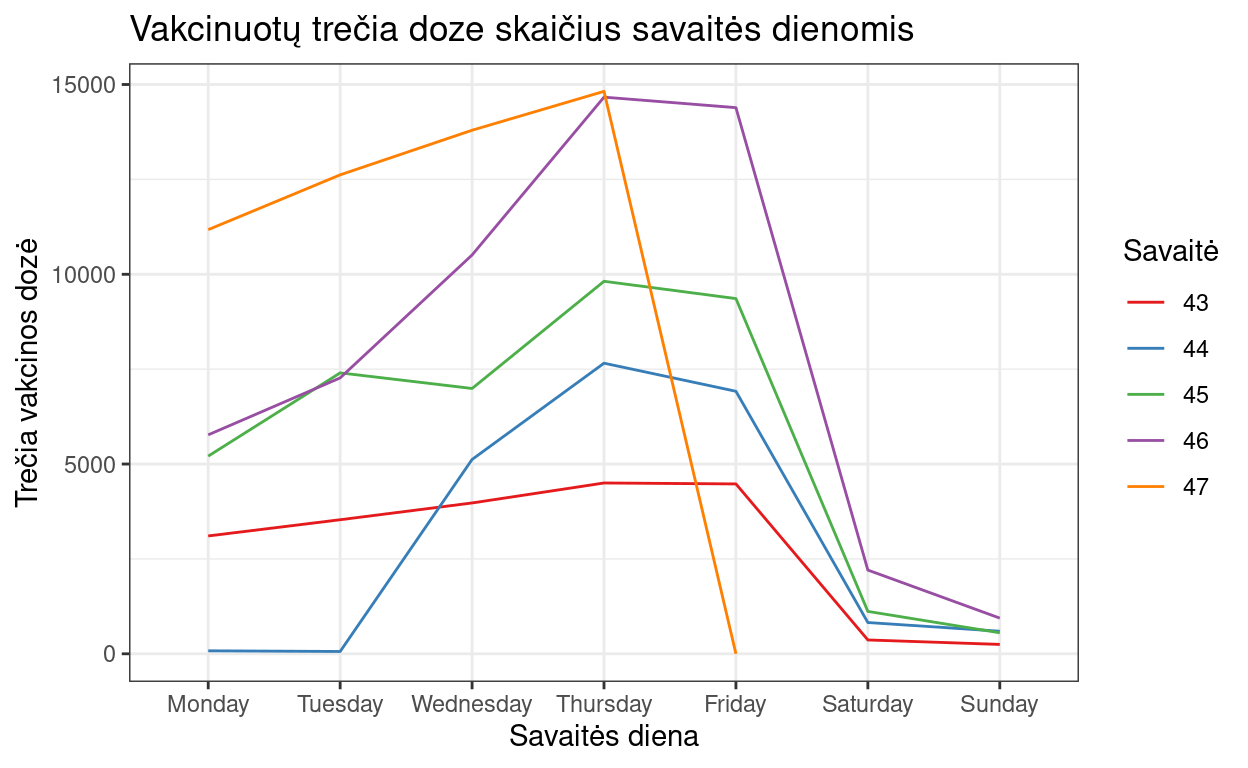 Vakcinuotų trečia doze skaičius savaitės dienomis
Trečia vakcinos dozė
15000
10000
5000
0
Monday Tuesday Wednesday Thursday Friday Saturday Sunday
Savaitės diena
Savaitė
43
44
45
46
47